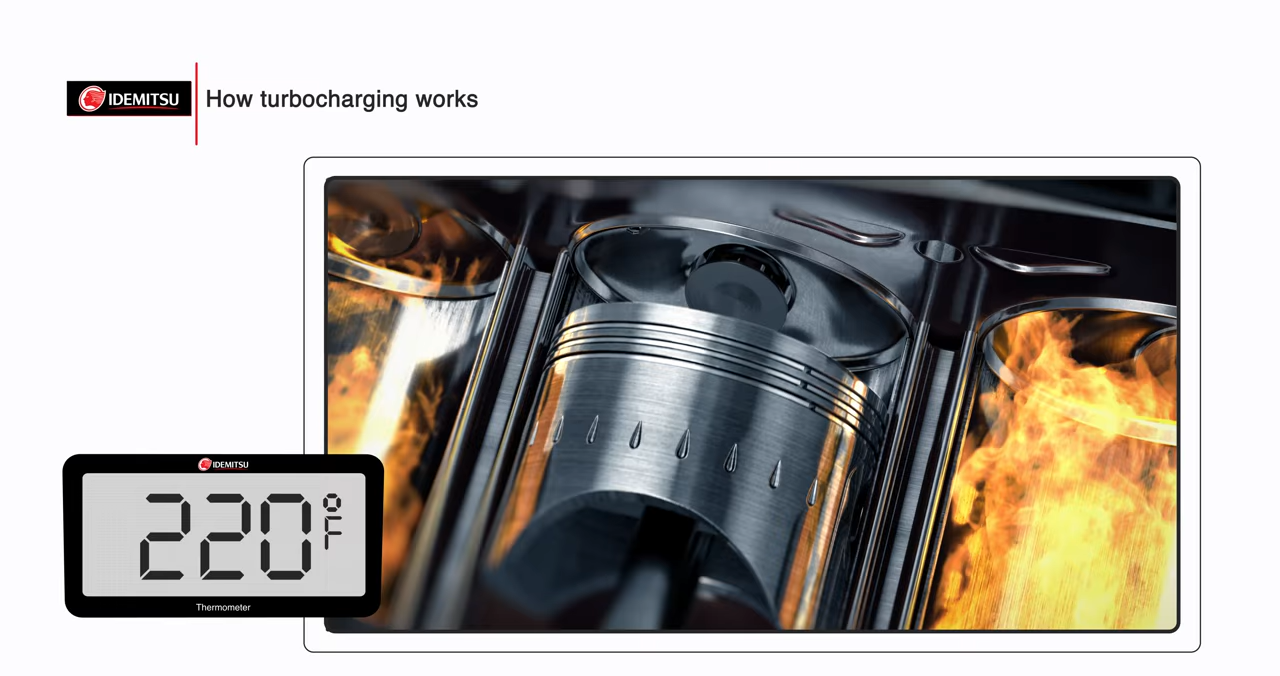 IDEMITSU
How turbocharging works
IDEMITSU
220°F
Thermometer